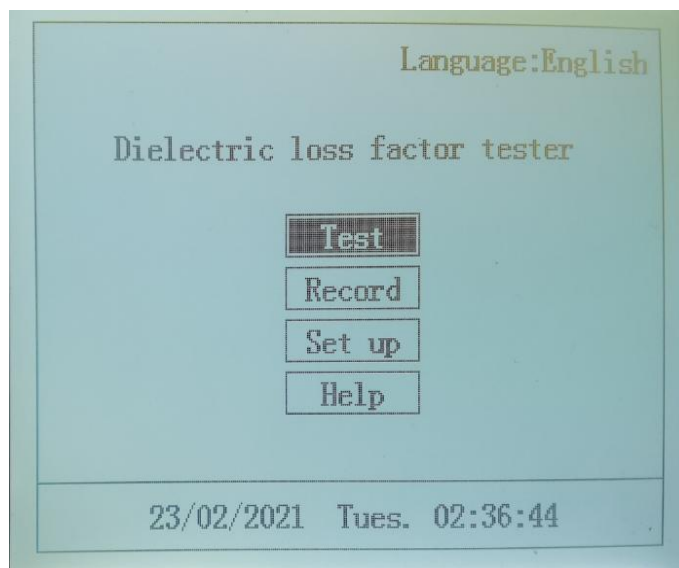 Language:English
Dielectric loss factor tester
Test
Record
Set up
Help
23/02/2021 Tues. 02:36:44